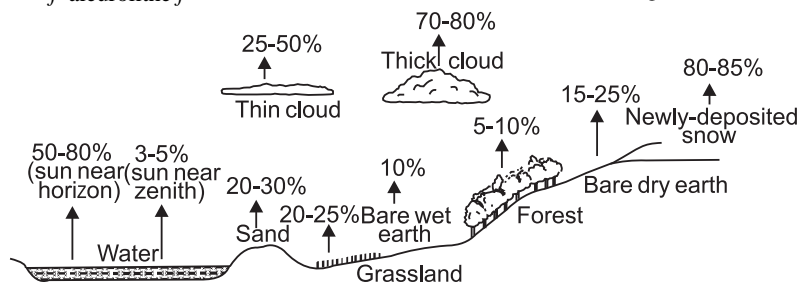 25-50%
Thin cloud
70-80%
Thick cloud
80-85%
Newly-deposited
snow
15-25%
Bare dry earth
5-10%
Forest
50-80%
(sun near
horizon)
3-5%
(sun near
zenith)
Water
20-30%
Sand
20-25%
Grassland
10%
Bare wet
earth